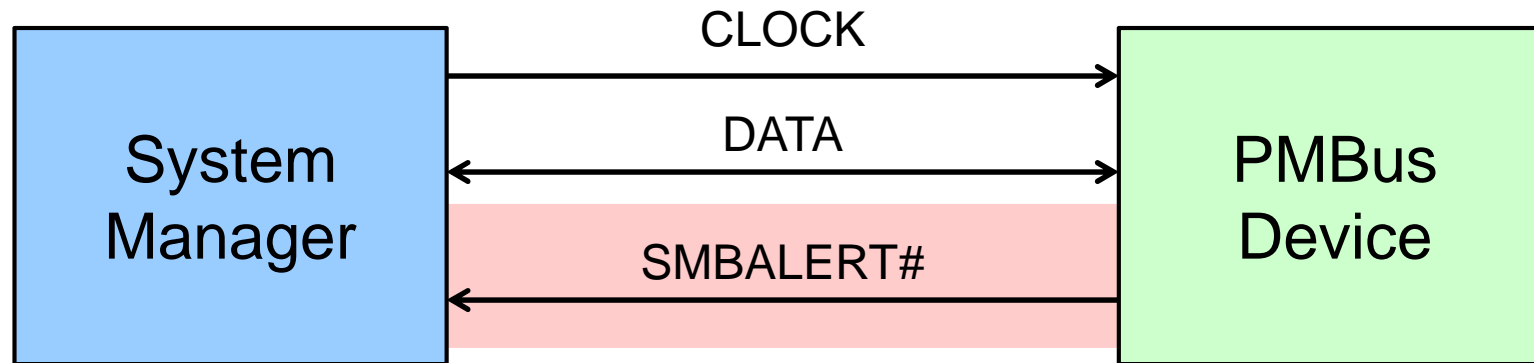 CLOCK
DATA
SMBALERT#
System
Manager
PMBus
Device